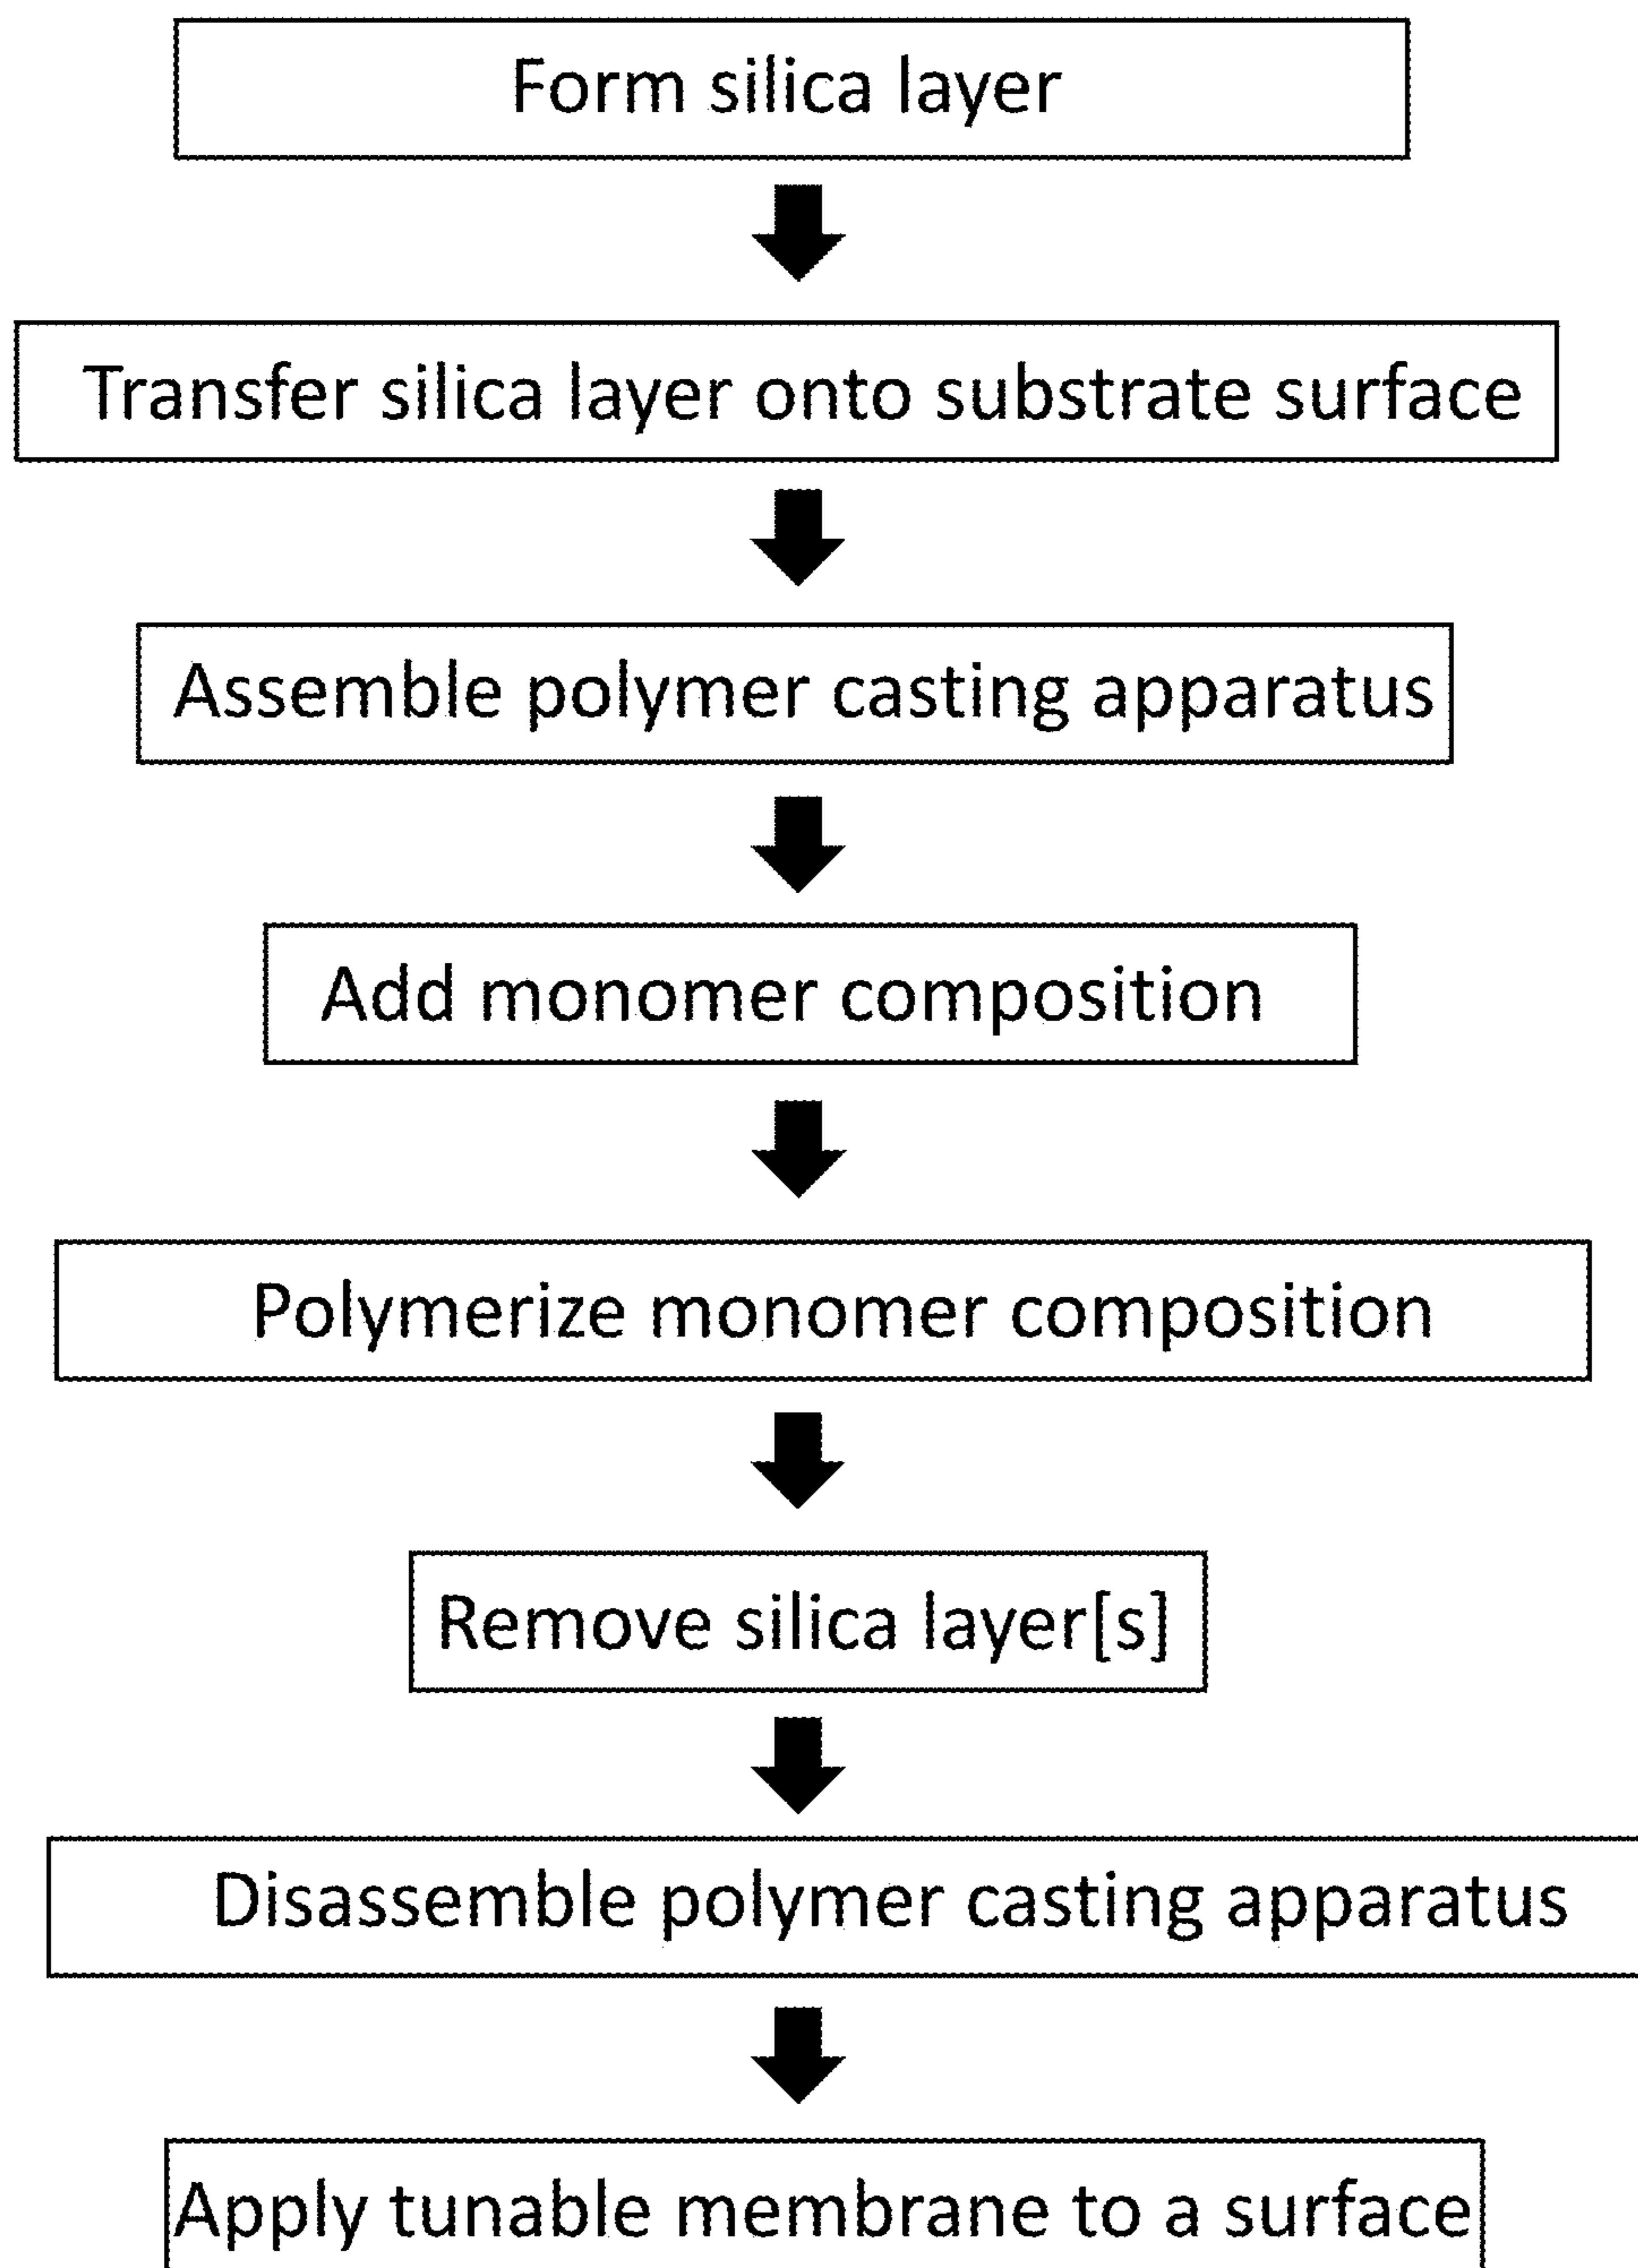 Form silica layer
Transfer silica layer onto substrate surface
Assemble polymer casting apparatus
Add monomer composition
Polymerize monomer composition
Remove silica layer[s]
Disassemble polymer casting apparatus
Apply tunable membrane to a surface